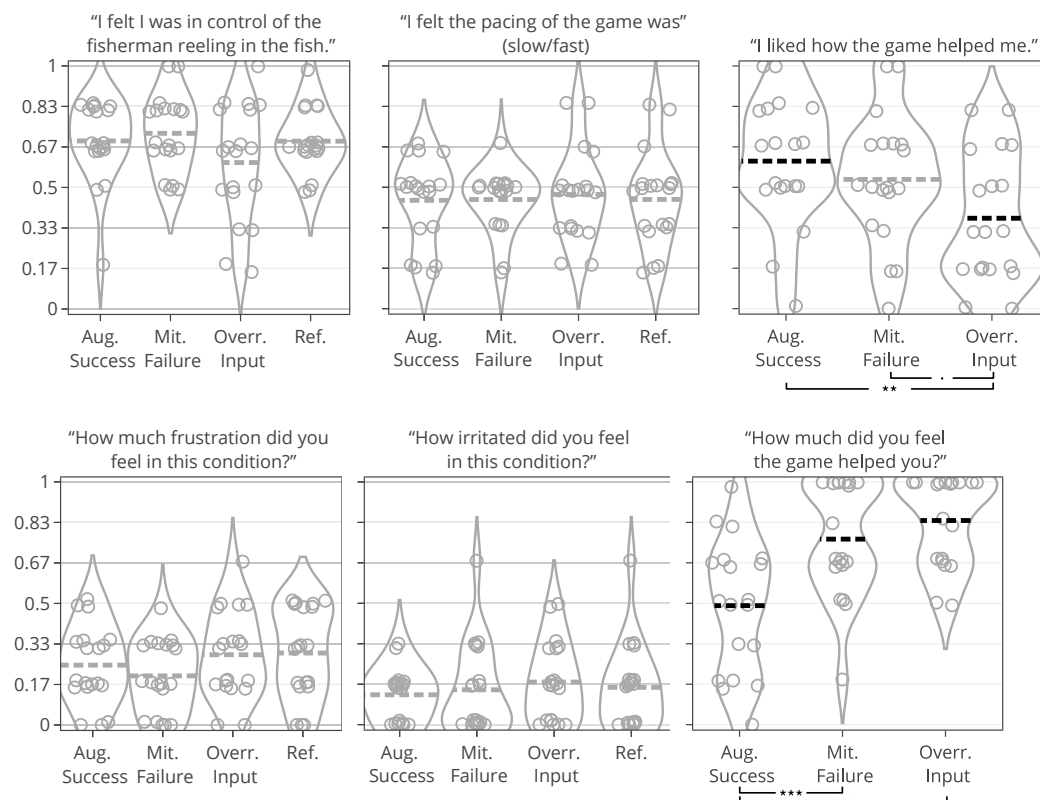 “I felt I was in control of the
fisherman reeling in the fish.”
“I felt the pacing of the game was”
(slow/fast)
“I liked how the game helped me.”
1
0.83
0.67
0.5
0.33
0.17
0
Aug.
Success
Mit.
Failure
Overr.
Input
Ref.
Aug.
Success
Mit.
Failure
Overr.
Input
Ref.
Aug.
Success
Mit.
Failure
Overr.
Input
.
**
“How much frustration did you
feel in this condition?”
“How irritated did you feel
in this condition?”
“How much did you feel
the game helped you?”
1
0.83
0.67
0.5
0.33
0.17
0
Aug.
Success
Mit.
Failure
Overr.
Input
Ref.
Aug.
Success
Mit.
Failure
Overr.
Input
Ref.
Aug.
Success
Mit.
Failure
Overr.
Input
***